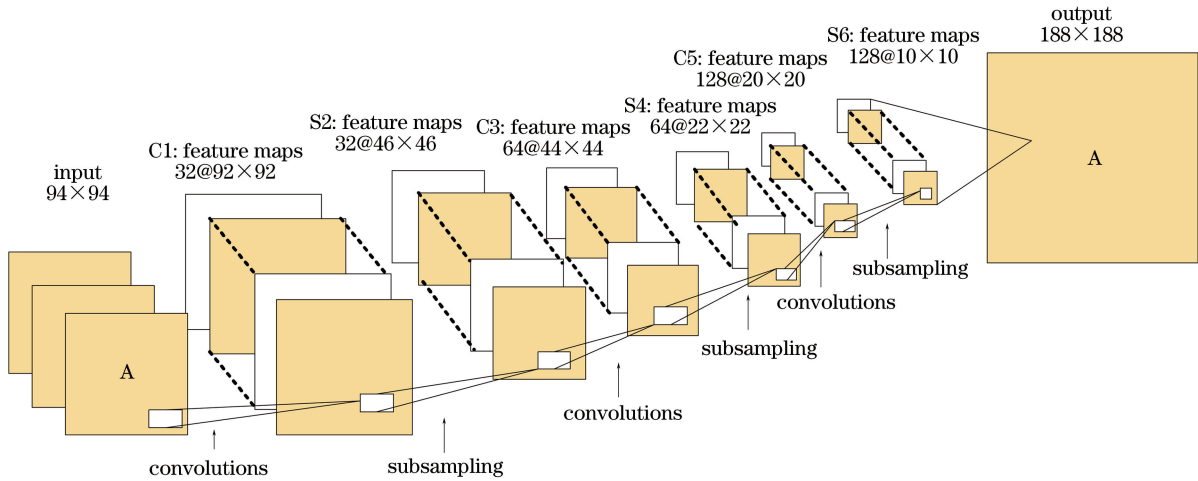 input
94×94
A
C1: feature maps
32@92×92
S2: feature maps
32@46×46
C3: feature maps
64@44×44
S4: feature maps
64@22×22
C5: feature maps
128@20×20
S6: feature maps
128@10×10
output
188×188
A
convolutions
subsampling
convolutions
subsampling
convolutions
subsampling